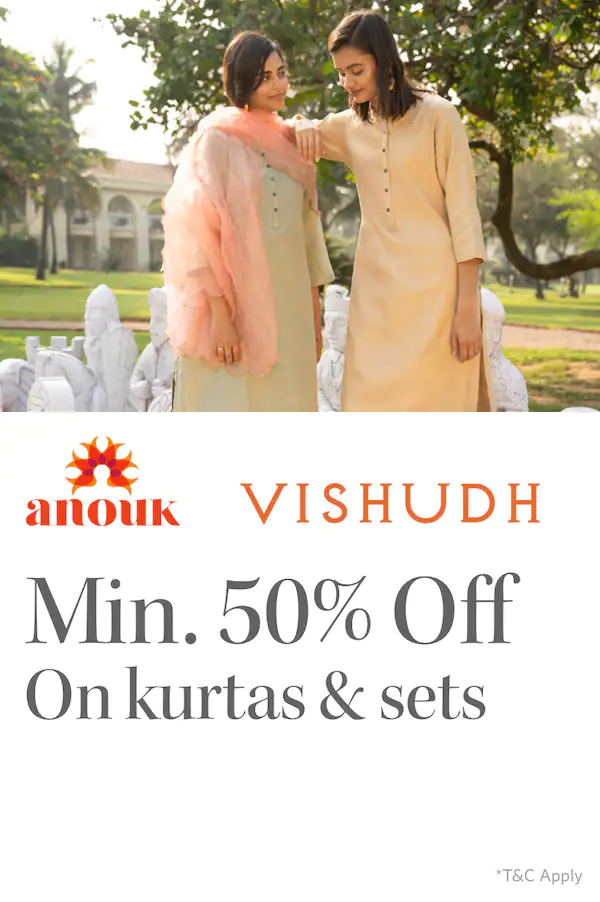 anouk
VISHUDH
Min. 50% Off
On kurtas & sets
*T&C Apply